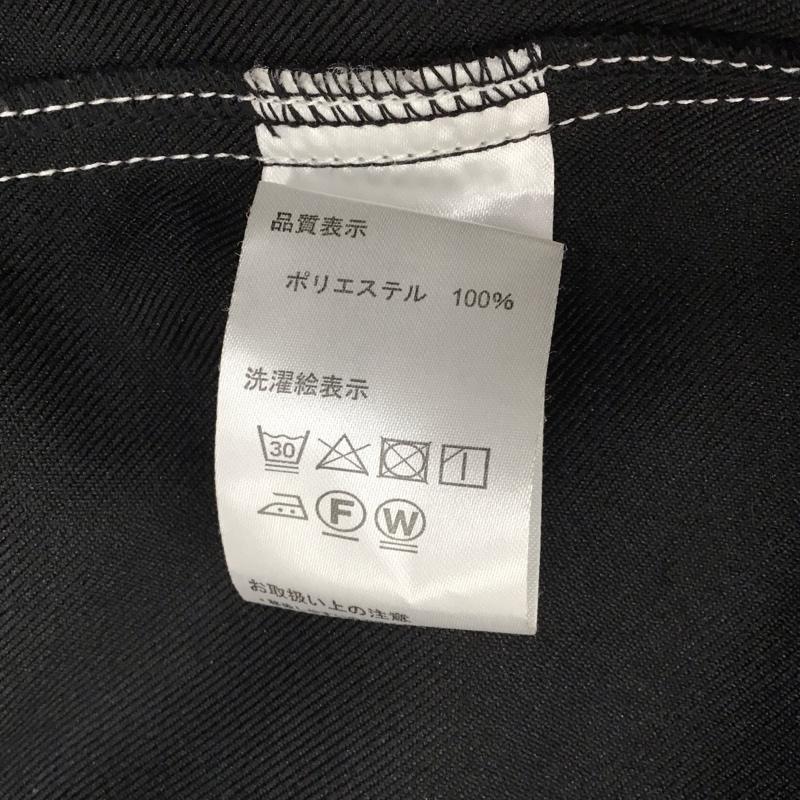 品質表示
ポリエステル 100%
洗濯絵表示
30
F W
お取扱い上の注意